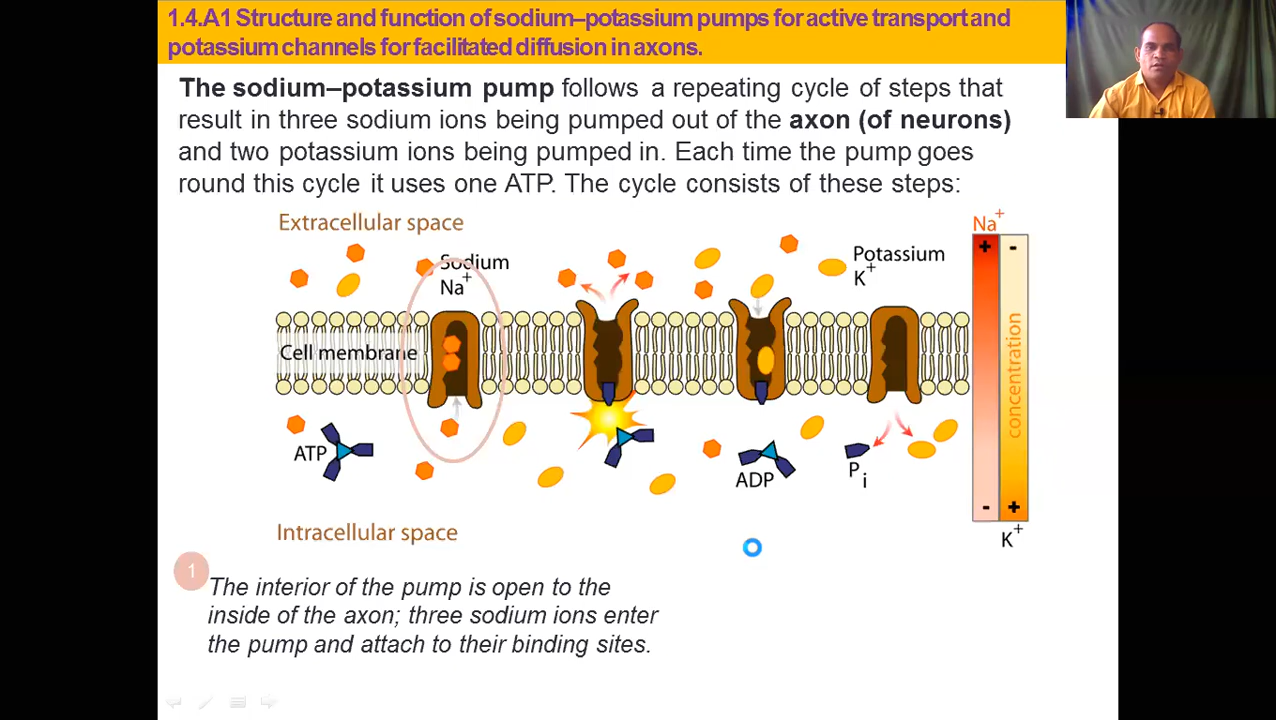 1.4.A1 Structure and function of sodium–potassium pumps for active transport and
potassium channels for facilitated diffusion in axons.
The sodium–potassium pump follows a repeating cycle of steps that
result in three sodium ions being pumped out of the axon (of neurons)
and two potassium ions being pumped in. Each time the pump goes
round this cycle it uses one ATP. The cycle consists of these steps:
Extracellular space
Sodium
Na+
Potassium
K+
Na+
+ -
Cell membrane
concentration
ATP
ADP
Pi
- +
K+
Intracellular space
1
The interior of the pump is open to the
inside of the axon; three sodium ions enter
the pump and attach to their binding sites.